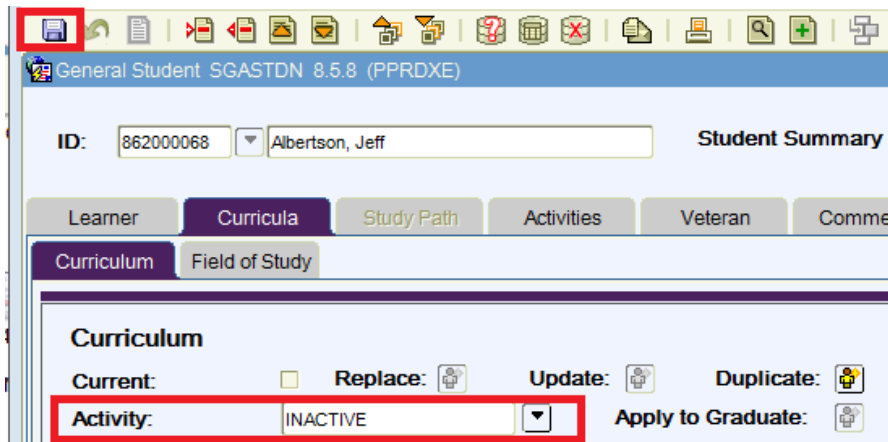 General Student SGASTDN 8.5.8 (PPRDXE)
ID: 862000068 Albertson, Jeff Student Summary
Learner Curricula Study Path Activities Veteran Comme
Curriculum Field of Study
Curriculum
Current: Replace: Update: Duplicate:
Activity: INACTIVE Apply to Graduate: